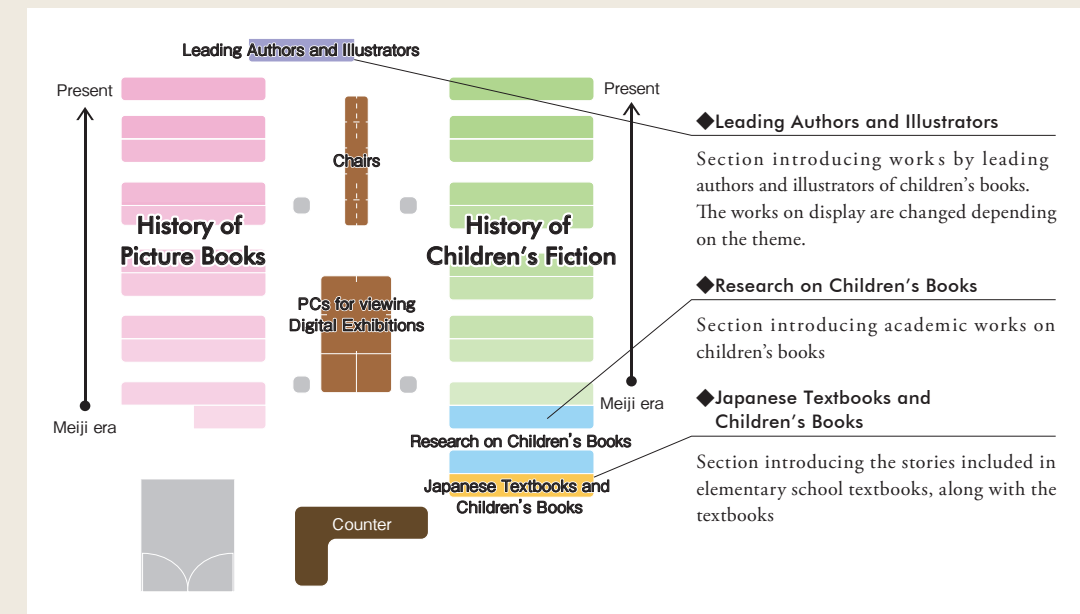 Leading Authors and Illustrators
Present
Present
Chairs
History of
Picture Books
History of
Children's Fiction
PCs for viewing
Digital Exhibitions
Meiji era
Meiji era
Research on Children's Books
Japanese Textbooks and
Children's Books
Counter
◆Leading Authors and Illustrators
Section introducing works by leading
authors and illustrators of children's books.
The works on display are changed depending
on the theme.
◆Research on Children's Books
Section introducing academic works on
children's books
◆Japanese Textbooks and
Children's Books
Section introducing the stories included in
elementary school textbooks, along with the
textbooks